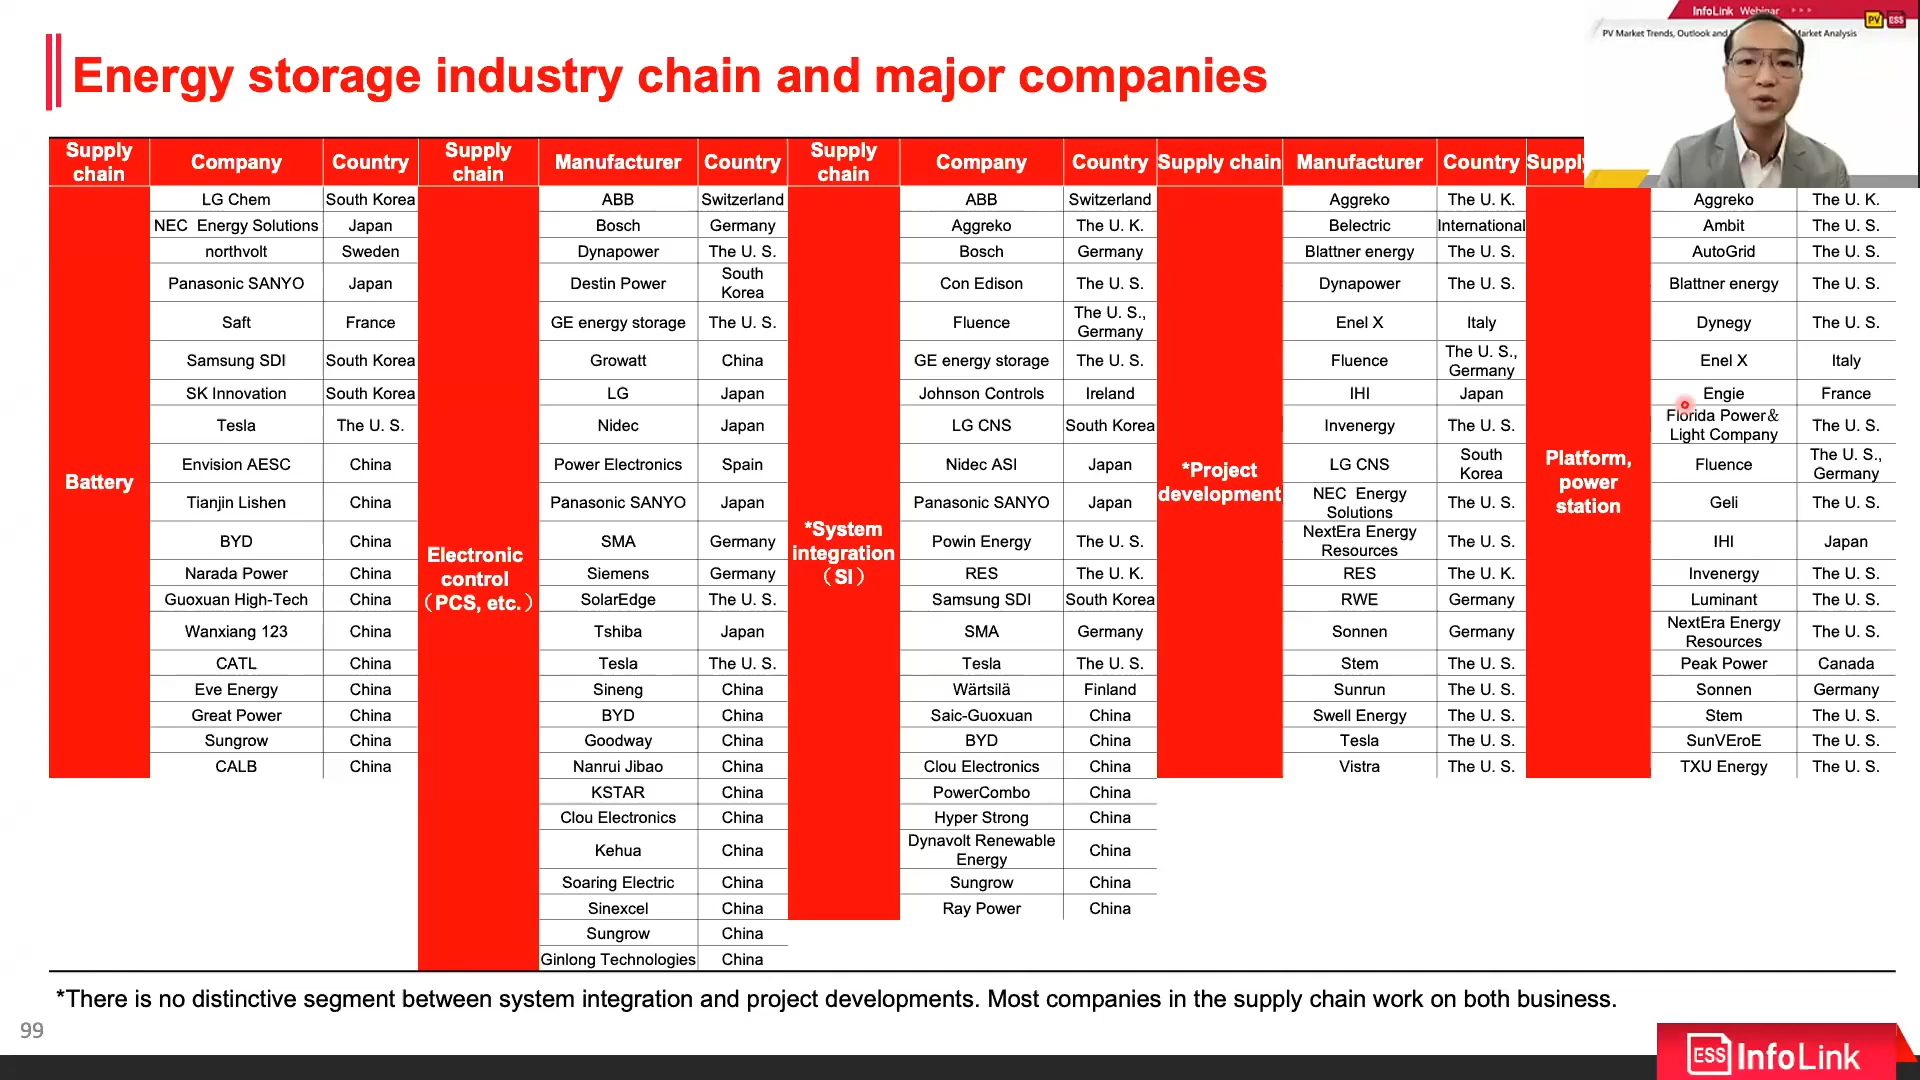 InfoLink Webinar
PV ESS
PV Market Trends, Outlook and
Market Analysis
Energy storage industry chain and major companies
Supply chain Company Country Supply chain Manufacturer Country Supply chain Company Country Supply chain Manufacturer Country
Battery
LG Chem South Korea
NEC Energy Solutions Japan
northvolt Sweden
Panasonic SANYO Japan
Saft France
Samsung SDI South Korea
SK Innovation South Korea
Tesla The U. S.
Envision AESC China
Tianjin Lishen China
BYD China
Narada Power China
Guoxuan High-Tech China
Wanxiang 123 China
CATL China
Eve Energy China
Great Power China
Sungrow China
CALB China
Electronic
control
（PCS, etc.）
ABB Switzerland
Bosch Germany
Dynapower The U. S.
Destin Power South Korea
GE energy storage The U. S.
Growatt China
LG Japan
Nidec Japan
Power Electronics Spain
Panasonic SANYO Japan
SMA Germany
Siemens Germany
SolarEdge The U. S.
Tshiba Japan
Tesla The U. S.
Sineng China
BYD China
Goodway China
Nanrui Jibao China
KSTAR China
Clou Electronics China
Kehua China
Soaring Electric China
Sinexcel China
Sungrow China
Ginlong Technologies China
*System
integration
（SI）
ABB Switzerland
Aggreko The U. K.
Bosch Germany
Con Edison The U. S.
Fluence The U. S., Germany
GE energy storage The U. S.
Johnson Controls Ireland
LG CNS South Korea
Nidec ASI Japan
Panasonic SANYO Japan
Powin Energy The U. S.
RES The U. K.
Samsung SDI South Korea
SMA Germany
Tesla The U. S.
Wärtsilä Finland
Saic-Guoxuan China
BYD China
Clou Electronics China
PowerCombo China
Hyper Strong China
Dynavolt Renewable Energy China
Sungrow China
Ray Power China
*Project
development
Aggreko The U. K.
Belectric International
Blattner energy The U. S.
Dynapower The U. S.
Enel X Italy
Fluence The U. S., Germany
IHI Japan
Invenergy The U. S.
LG CNS South Korea
NEC Energy Solutions The U. S.
NextEra Energy Resources The U. S.
RES The U. K.
RWE Germany
Sonnen Germany
Stem The U. S.
Sunrun The U. S.
Swell Energy The U. S.
Tesla The U. S.
Vistra The U. S.
Platform,
power
station
Aggreko The U. K.
Ambit The U. S.
AutoGrid The U. S.
Blattner energy The U. S.
Dynegy The U. S.
Enel X Italy
Engie France
Florida Power& Light Company The U. S.
Fluence The U. S., Germany
Geli The U. S.
IHI Japan
Invenergy The U. S.
Luminant The U. S.
NextEra Energy Resources The U. S.
Peak Power Canada
Sonnen Germany
Stem The U. S.
SunVEroE The U. S.
TXU Energy The U. S.
*There is no distinctive segment between system integration and project developments. Most companies in the supply chain work on both business.
99
ESS InfoLink